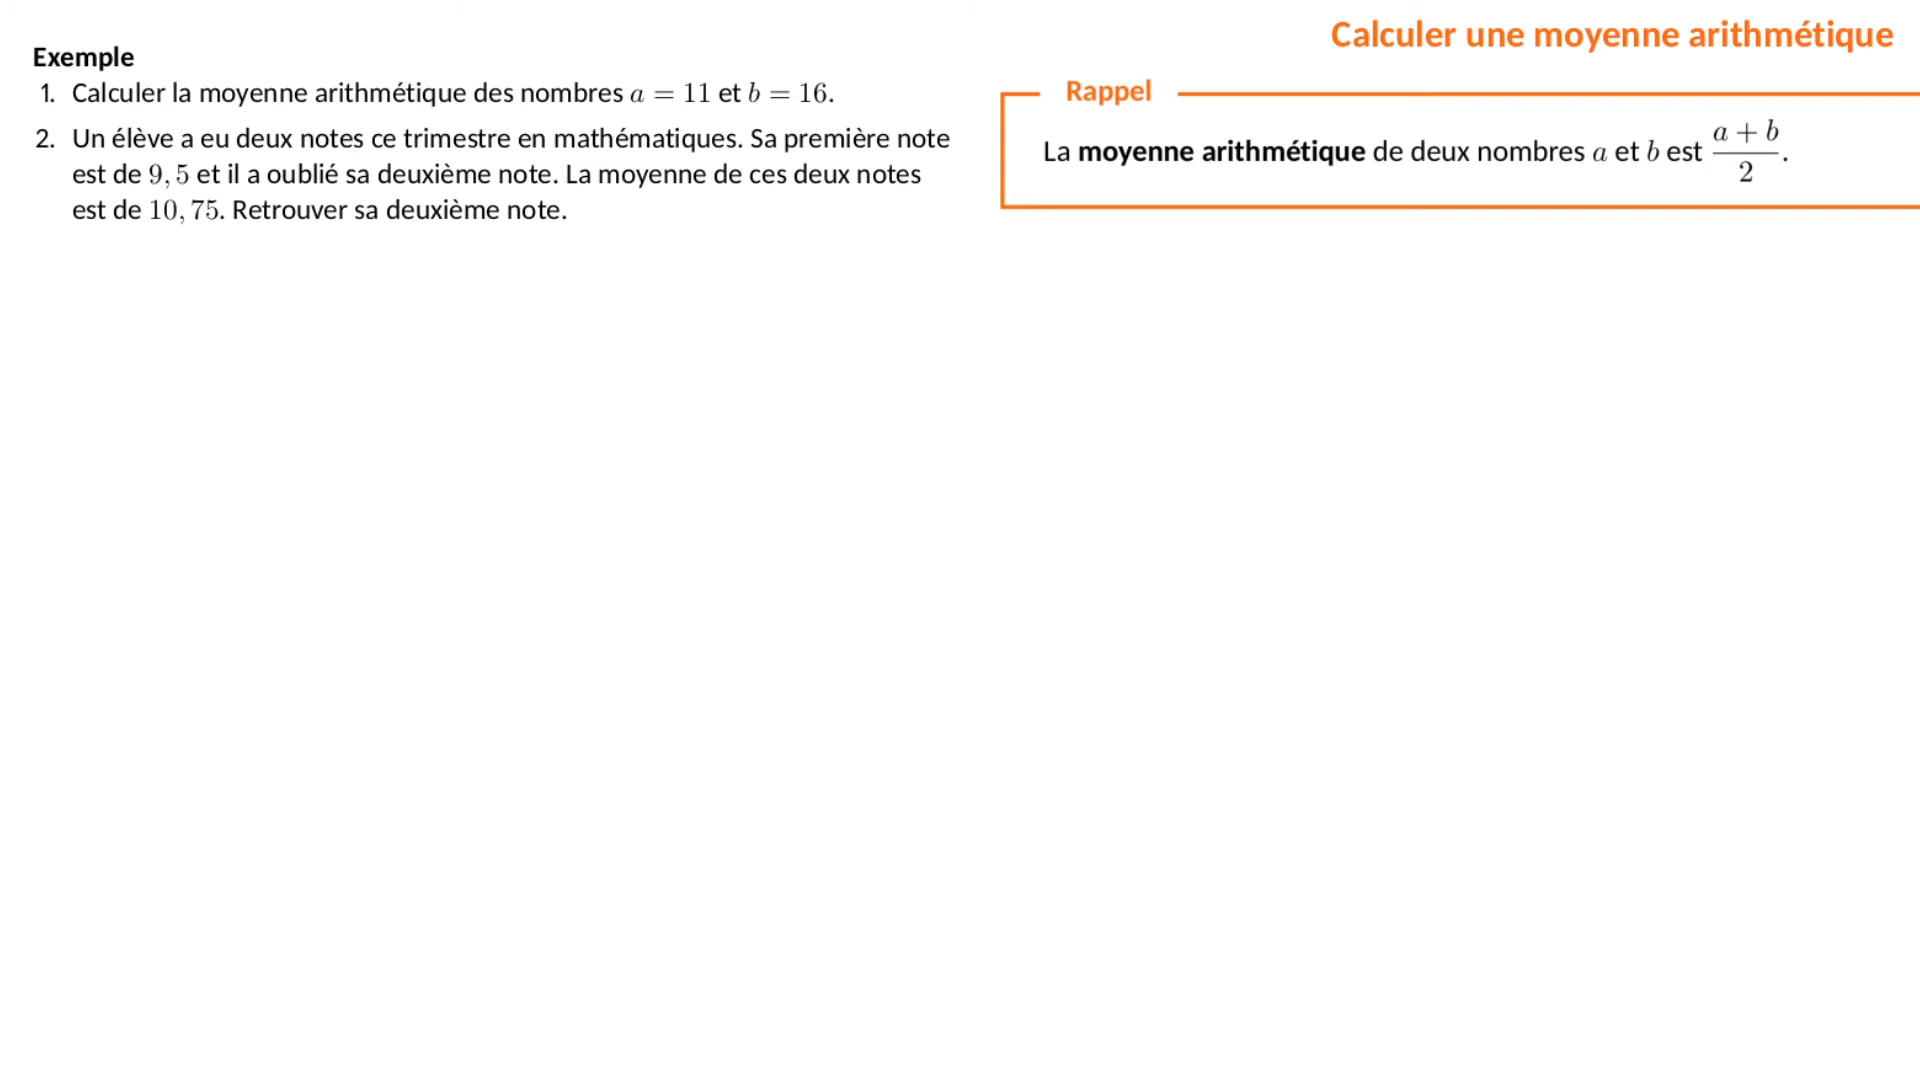 Calculer une moyenne arithmétique
Exemple
1. Calculer la moyenne arithmétique des nombres a = 11 et b = 16.
2. Un élève a eu deux notes ce trimestre en mathématiques. Sa première note
est de 9, 5 et il a oublié sa deuxième note. La moyenne de ces deux notes
est de 10, 75. Retrouver sa deuxième note.
Rappel
La moyenne arithmétique de deux nombres a et b est \frac{a + b}{2}.